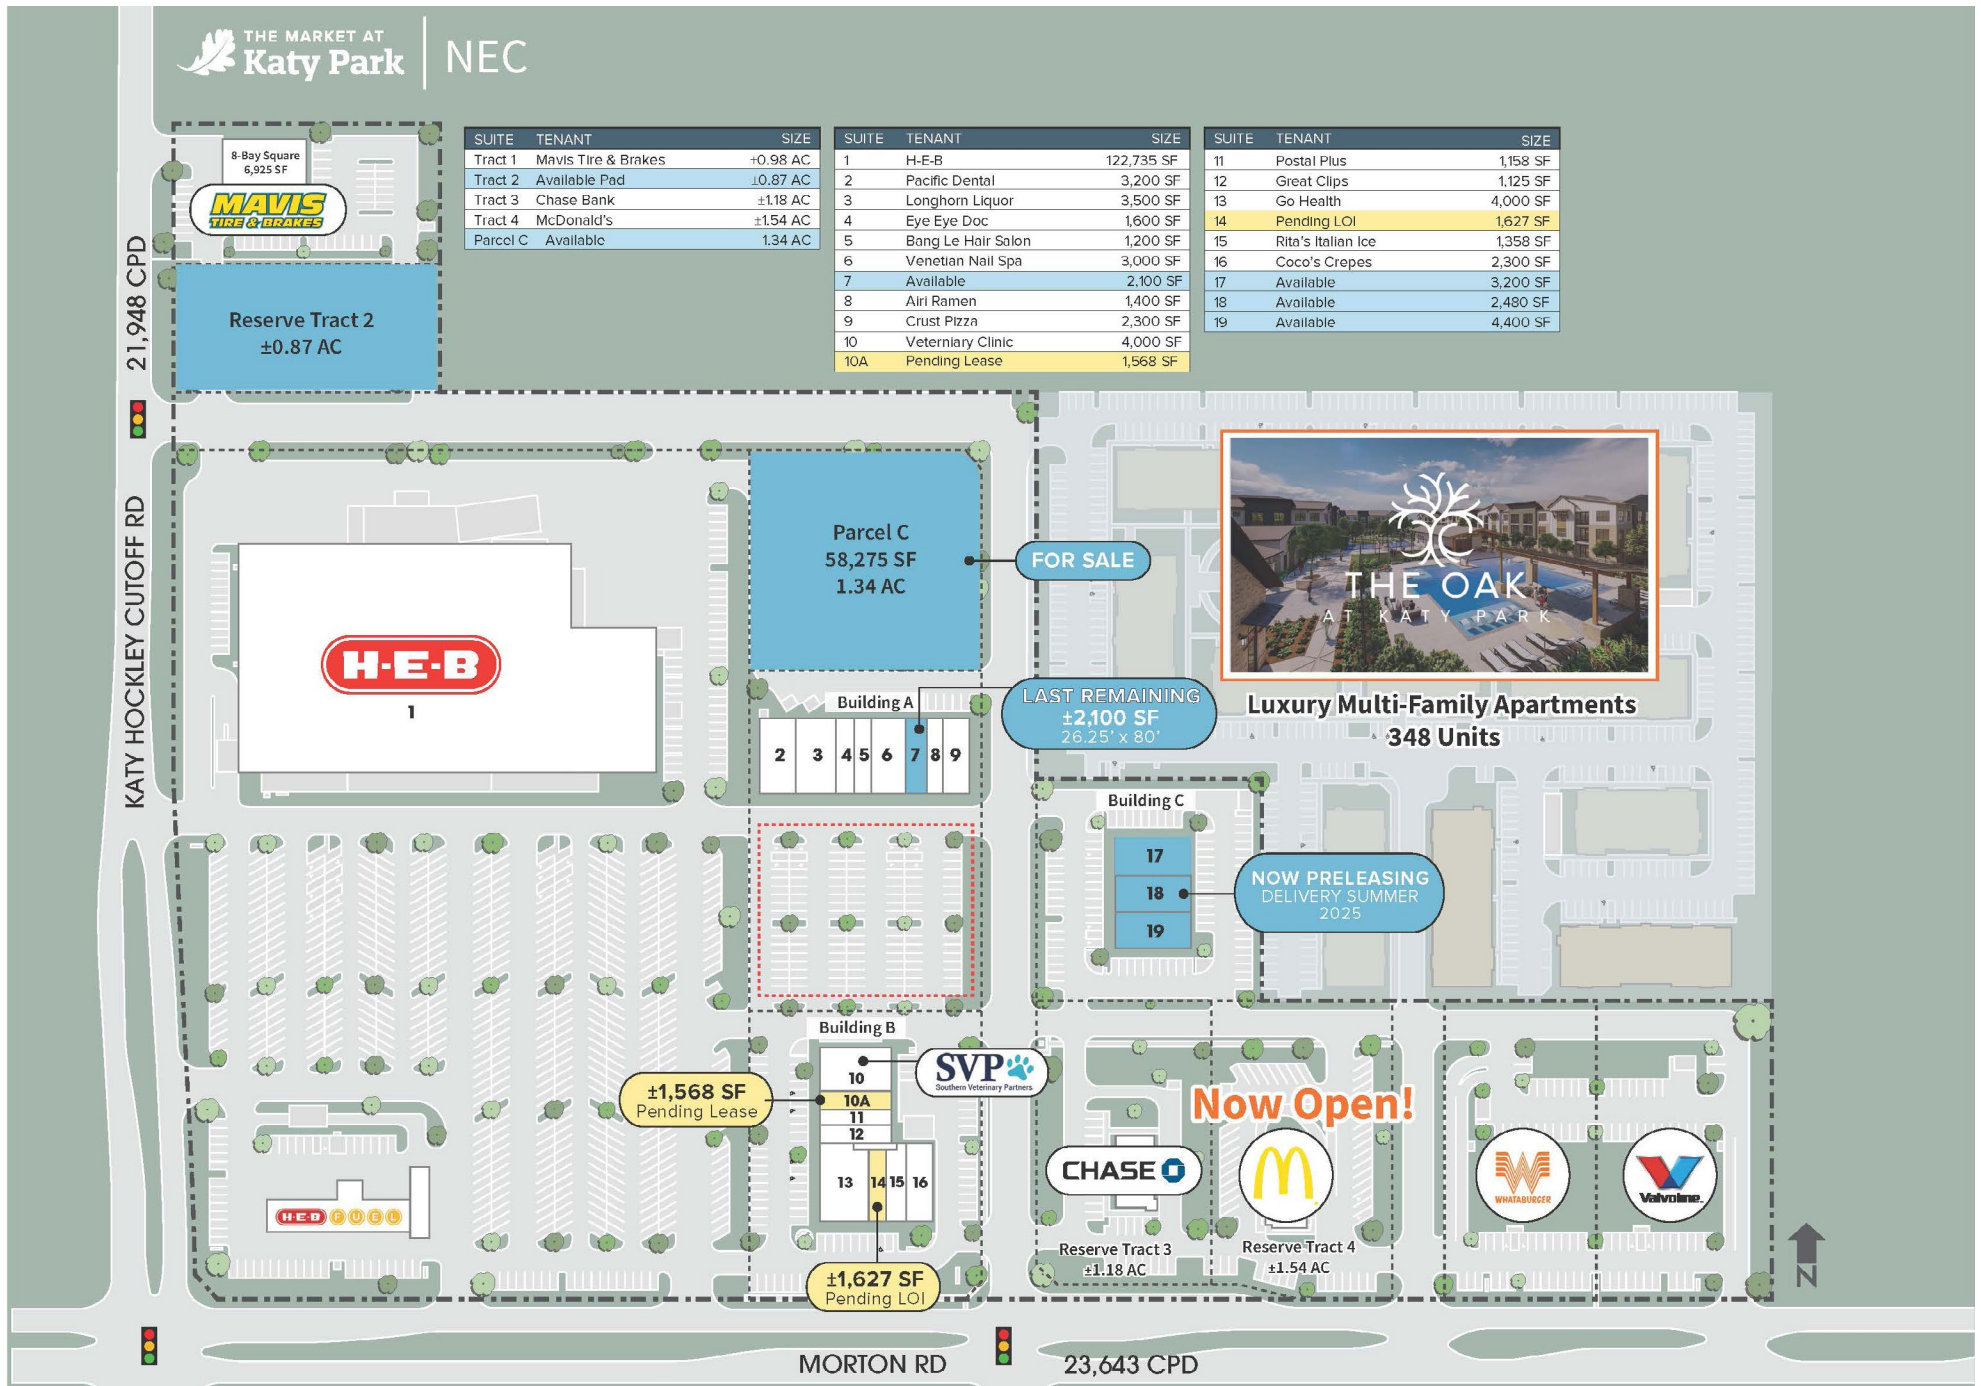 THE MARKET AT
Katy Park
NEC
SUITE TENANT SIZE
Tract 1 Mavis Tire & Brakes ±0.98 AC
Tract 2 Available Pad ±0.87 AC
Tract 3 Chase Bank ±1.18 AC
Tract 4 McDonald's ±1.54 AC
Parcel C Available 1.34 AC
SUITE TENANT SIZE
1 H-E-B 122,735 SF
2 Pacific Dental 3,200 SF
3 Longhorn Liquor 3,500 SF
4 Eye Eye Doc 1,600 SF
5 Bang Le Hair Salon 1,200 SF
6 Venetian Nail Spa 3,000 SF
7 Available 2,100 SF
8 Airi Ramen 1,400 SF
9 Crust Pizza 2,300 SF
10 Veterniary Clinic 4,000 SF
10A Pending Lease 1,568 SF
SUITE TENANT SIZE
11 Postal Plus 1,158 SF
12 Great Clips 1,125 SF
13 Go Health 4,000 SF
14 Pending LOI 1,627 SF
15 Rita's Italian Ice 1,358 SF
16 Coco's Crepes 2,300 SF
17 Available 3,200 SF
18 Available 2,480 SF
19 Available 4,400 SF
8-Bay Square
6,925 SF
MAVIS
TIRE & BRAKES
21,948 CPD
Reserve Tract 2
±0.87 AC
KATY HOCKLEY CUTOFF RD
Parcel C
58,275 SF
1.34 AC
FOR SALE
THE OAK
AT KATY PARK
Luxury Multi-Family Apartments
348 Units
H-E-B
1
Building A
LAST REMAINING
±2,100 SF
26.25' x 80'
2 3 4 5 6 7 8 9
Building C
17
18
19
NOW PRELEASING
DELIVERY SUMMER
2025
Building B
10
10A
11
12
13 14 15 16
SVP
Southern Veterinary Partners
±1,568 SF
Pending Lease
Now Open!
CHASE
WHATABURGER
Valvoline
H-E-B FUEL
Reserve Tract 3
±1.18 AC
Reserve Tract 4
±1.54 AC
±1,627 SF
Pending LOI
N
MORTON RD
23,643 CPD